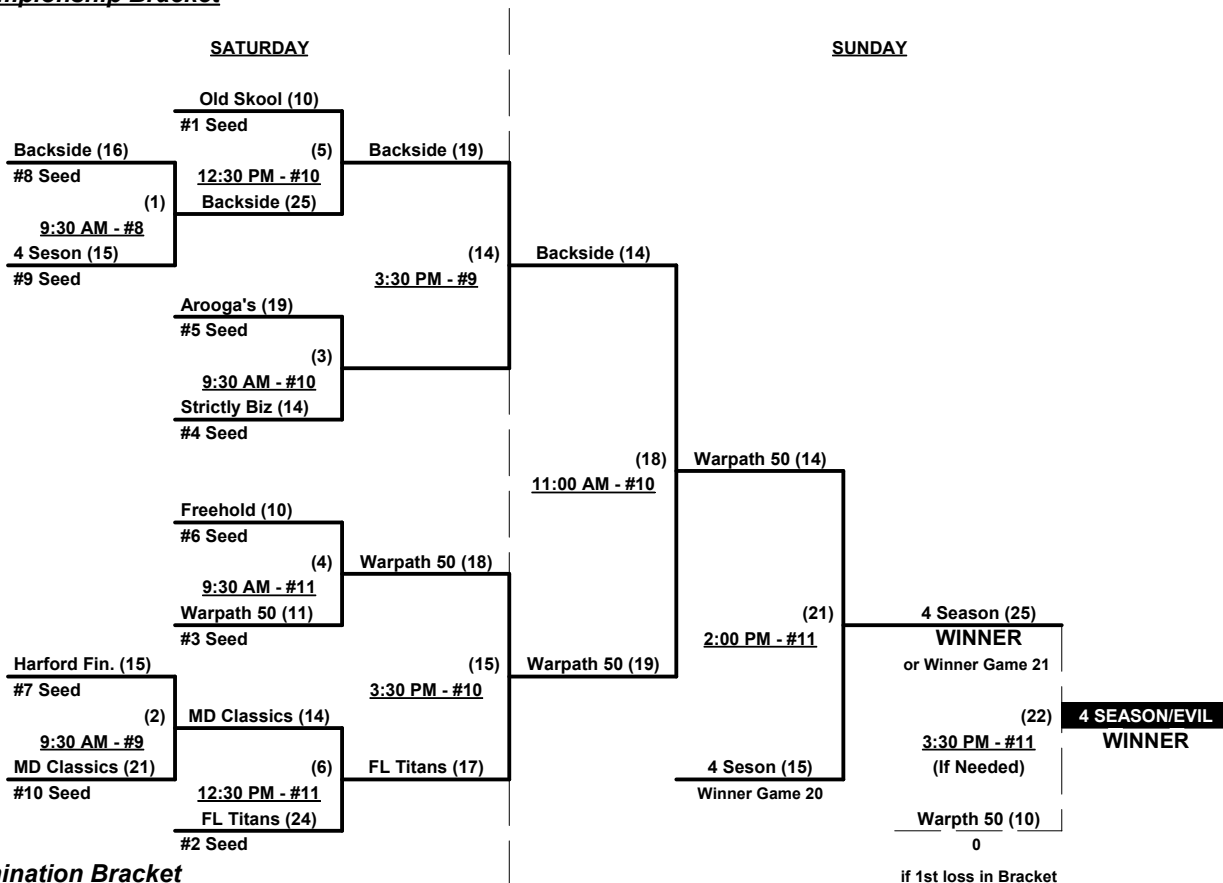 mpionship Bracket
SATURDAY
SUNDAY
Old Skool (10)
#1 Seed
Backside (16)
(5)
Backside (19)
#8 Seed
12:30 PM - #10
(1)
Backside (25)
9:30 AM - #8
4 Seson (15)
(14)
Backside (14)
#9 Seed
3:30 PM - #9
Arooga's (19)
#5 Seed
(3)
9:30 AM - #10
Strictly Biz (14)
#4 Seed
(18)
Warpath 50 (14)
11:00 AM - #10
Freehold (10)
#6 Seed
(4)
Warpath 50 (18)
9:30 AM - #11
Warpath 50 (11)
(21)
4 Season (25)
#3 Seed
2:00 PM - #11
WINNER
Harford Fin. (15)
(15)
Warpath 50 (19)
or Winner Game 21
#7 Seed
3:30 PM - #10
(2)
MD Classics (14)
(22)
4 SEASON/EVIL
9:30 AM - #9
3:30 PM - #11
WINNER
MD Classics (21)
(6)
FL Titans (17)
4 Seson (15)
(If Needed)
#10 Seed
12:30 PM - #11
Winner Game 20
FL Titans (24)
Warpth 50 (10)
#2 Seed
0
mination Bracket
if 1st loss in Bracket